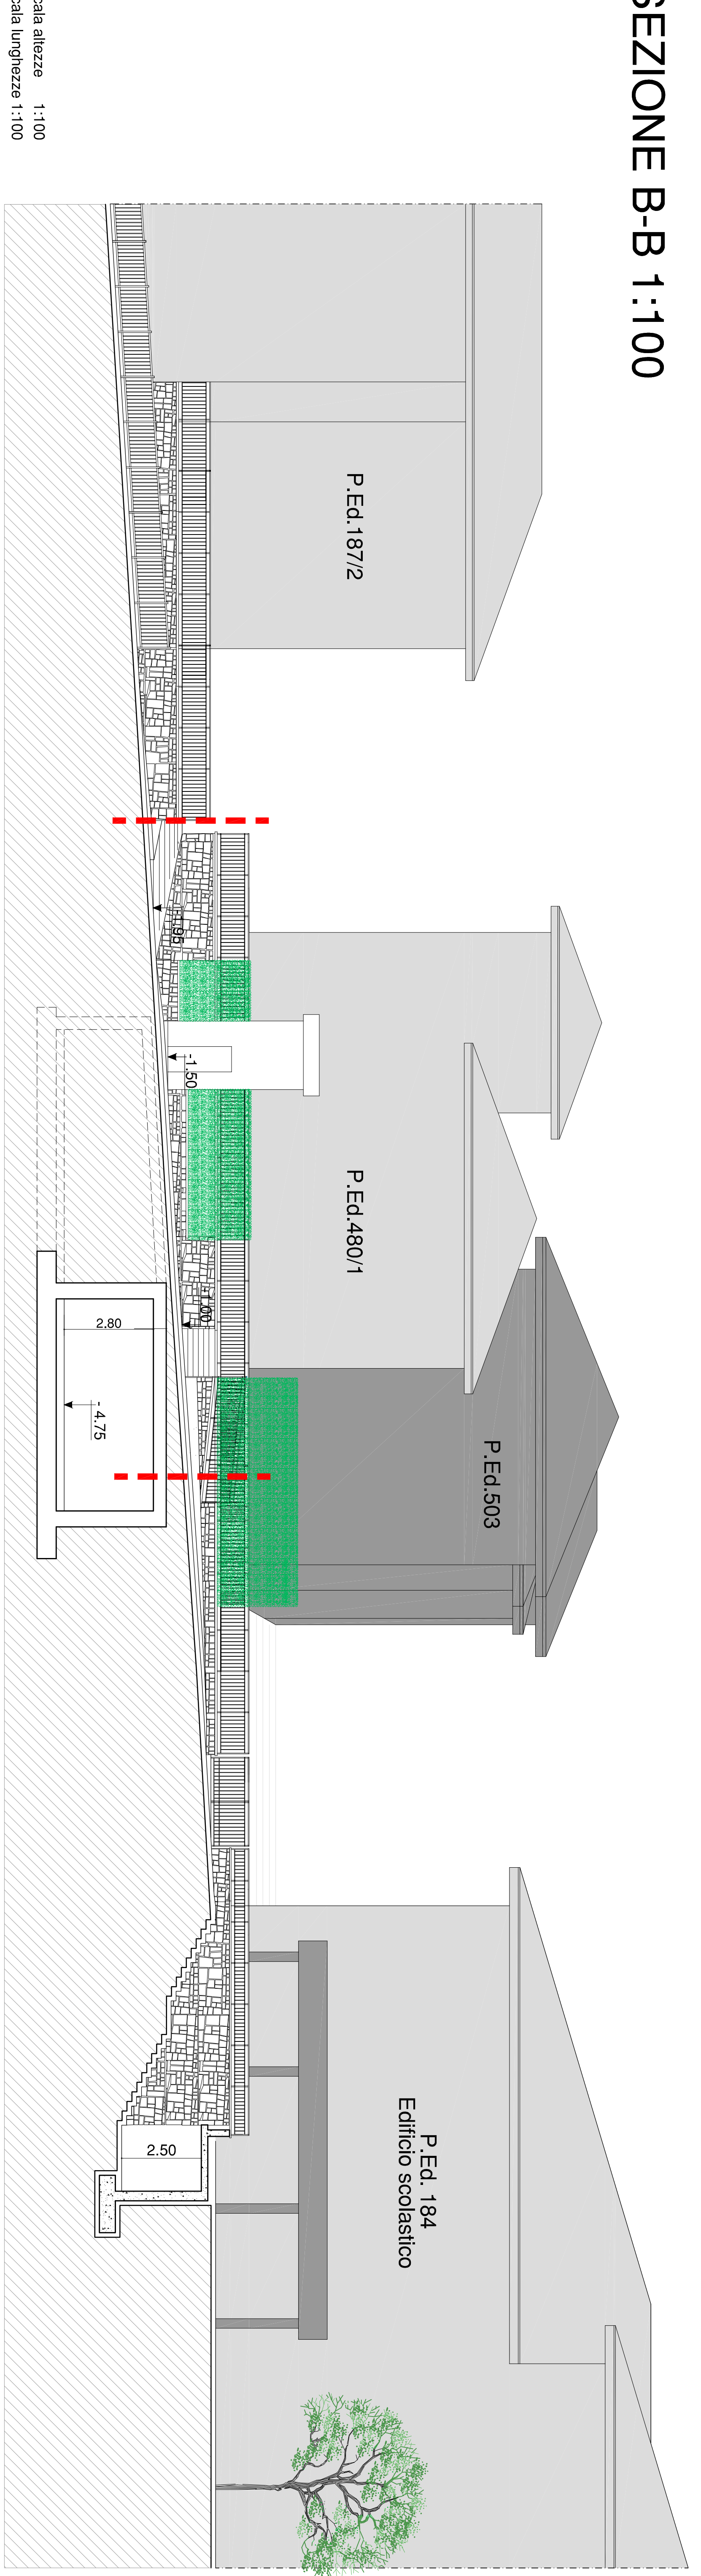 SEZIONE B-B 1:100
P.Ed.187/2
P.Ed.480/1
P.Ed.503
P.Ed. 184
Edificio scolastico
-1.95
-1.50
-1.00
2.80
- 4.75
2.50
cala altezze 1:100
cala lunghezze 1:100